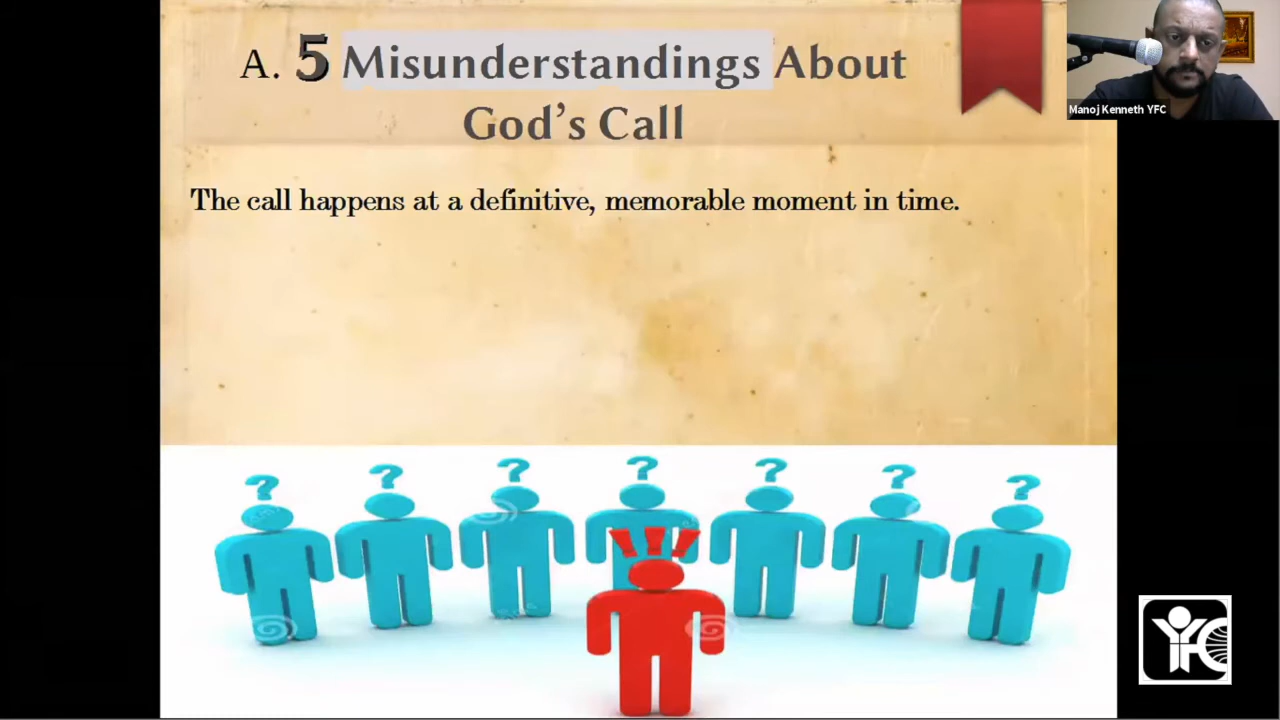 A. 5 Misunderstandings About
God's Call
Manoj Kenneth YFC
The call happens at a definitive, memorable moment in time.
? ? ? ? ? ? ?
! ! !
YFC